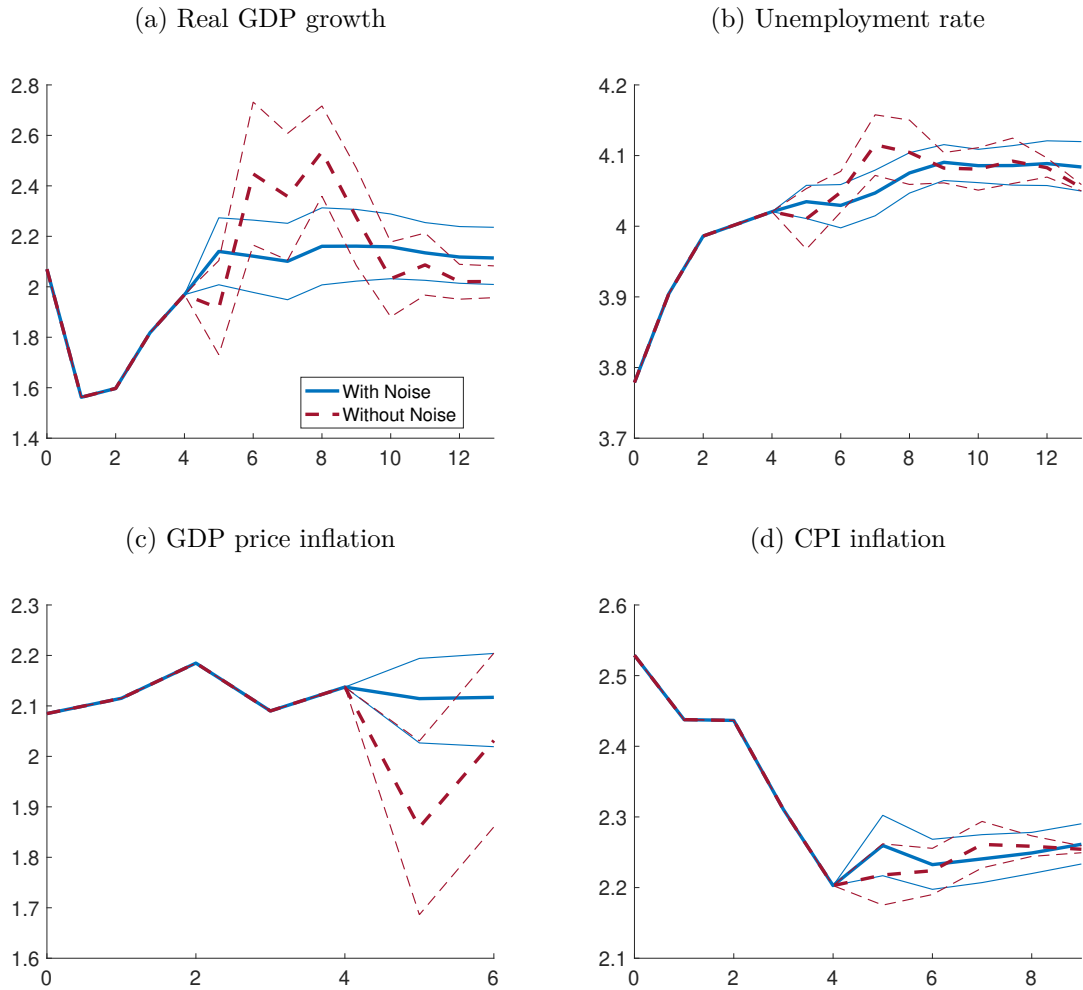 (a) Real GDP growth
2.8
2.6
2.4
2.2
2
1.8
1.6
1.4
0 2 4 6 8 10 12
With Noise
Without Noise
(b) Unemployment rate
4.2
4.1
4
3.9
3.8
3.7
0 2 4 6 8 10 12
(c) GDP price inflation
2.3
2.2
2.1
2
1.9
1.8
1.7
1.6
0 2 4 6
(d) CPI inflation
2.6
2.5
2.4
2.3
2.2
2.1
0 2 4 6 8